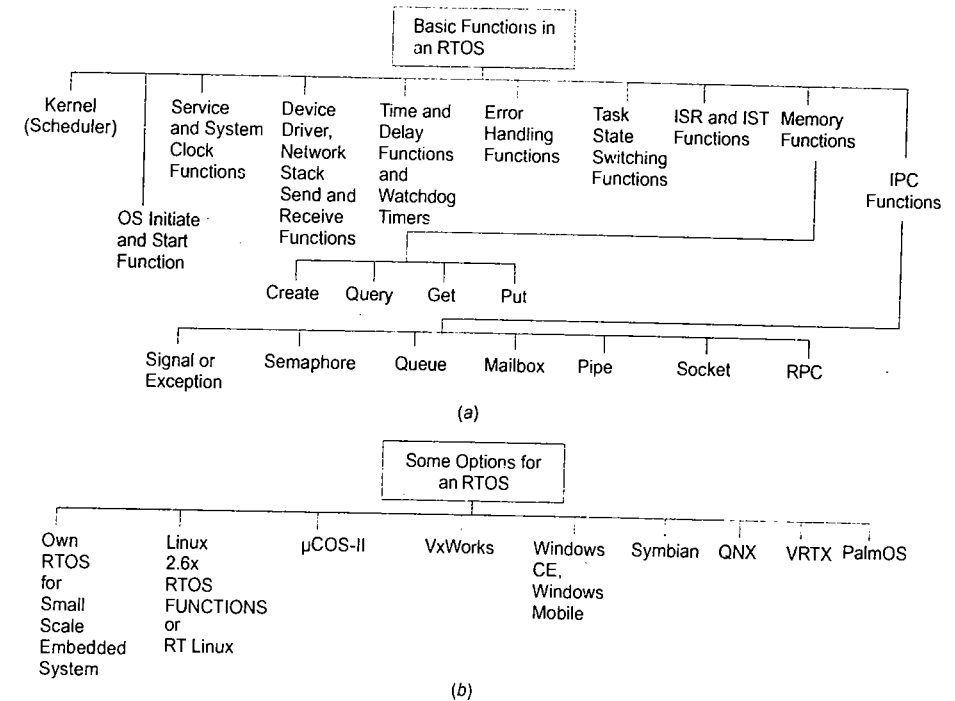 Basic Functions in
an RTOS
Kernel
(Scheduler)
OS Initiate
and Start
Function
Service
and System
Clock
Functions
Device
Driver,
Network
Stack
Send and
Receive
Functions
Time and
Delay
Functions
and
Watchdog
Timers
Error
Handling
Functions
Task
State
Switching
Functions
ISR and IST
Functions
Memory
Functions
IPC
Functions
Create
Query
Get
Put
Signal or
Exception
Semaphore
Queue
Mailbox
Pipe
Socket
RPC
(a)
Some Options for
an RTOS
Own
RTOS
for
Small
Scale
Embedded
System
Linux
2.6x
RTOS
FUNCTIONS
or
RT Linux
µCOS-II
VxWorks
Windows
CE,
Windows
Mobile
Symbian
QNX
VRTX
PalmOS
(b)